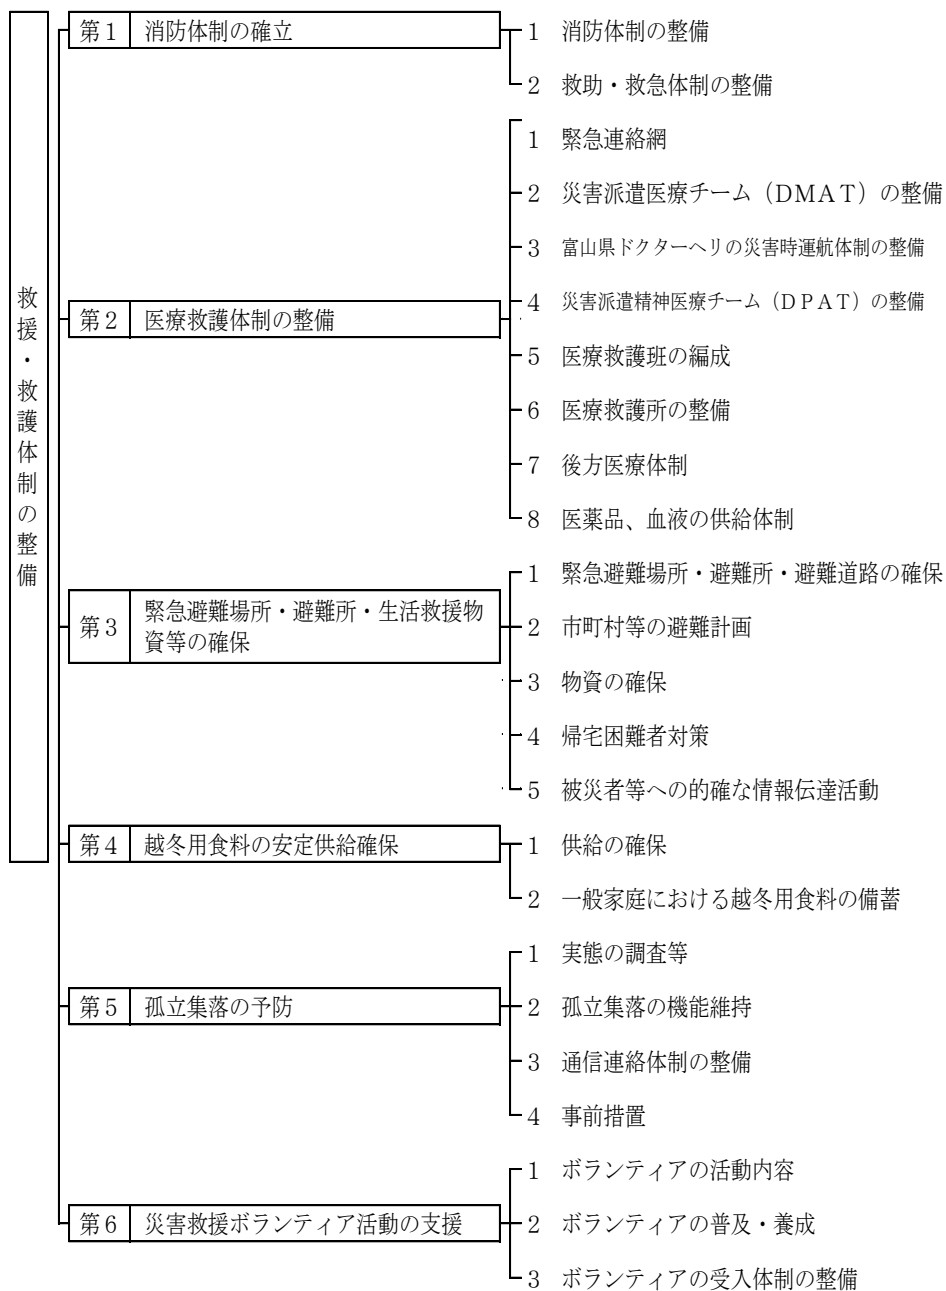 救援・救護体制の整備
第１ 消防体制の確立
１ 消防体制の整備
２ 救助・救急体制の整備
第２ 医療救護体制の整備
１ 緊急連絡網
２ 災害派遣医療チーム（ＤＭＡＴ）の整備
３ 富山県ドクターヘリの災害時運航体制の整備
４ 災害派遣精神医療チーム（ＤＰＡＴ）の整備
５ 医療救護班の編成
６ 医療救護所の整備
７ 後方医療体制
８ 医薬品、血液の供給体制
第３ 緊急避難場所・避難所・生活救援物
資等の確保
１ 緊急避難場所・避難所・避難道路の確保
２ 市町村等の避難計画
３ 物資の確保
４ 帰宅困難者対策
５ 被災者等への的確な情報伝達活動
第４ 越冬用食料の安定供給確保
１ 供給の確保
２ 一般家庭における越冬用食料の備蓄
第５ 孤立集落の予防
１ 実態の調査等
２ 孤立集落の機能維持
３ 通信連絡体制の整備
４ 事前措置
第６ 災害救援ボランティア活動の支援
１ ボランティアの活動内容
２ ボランティアの普及・養成
３ ボランティアの受入体制の整備